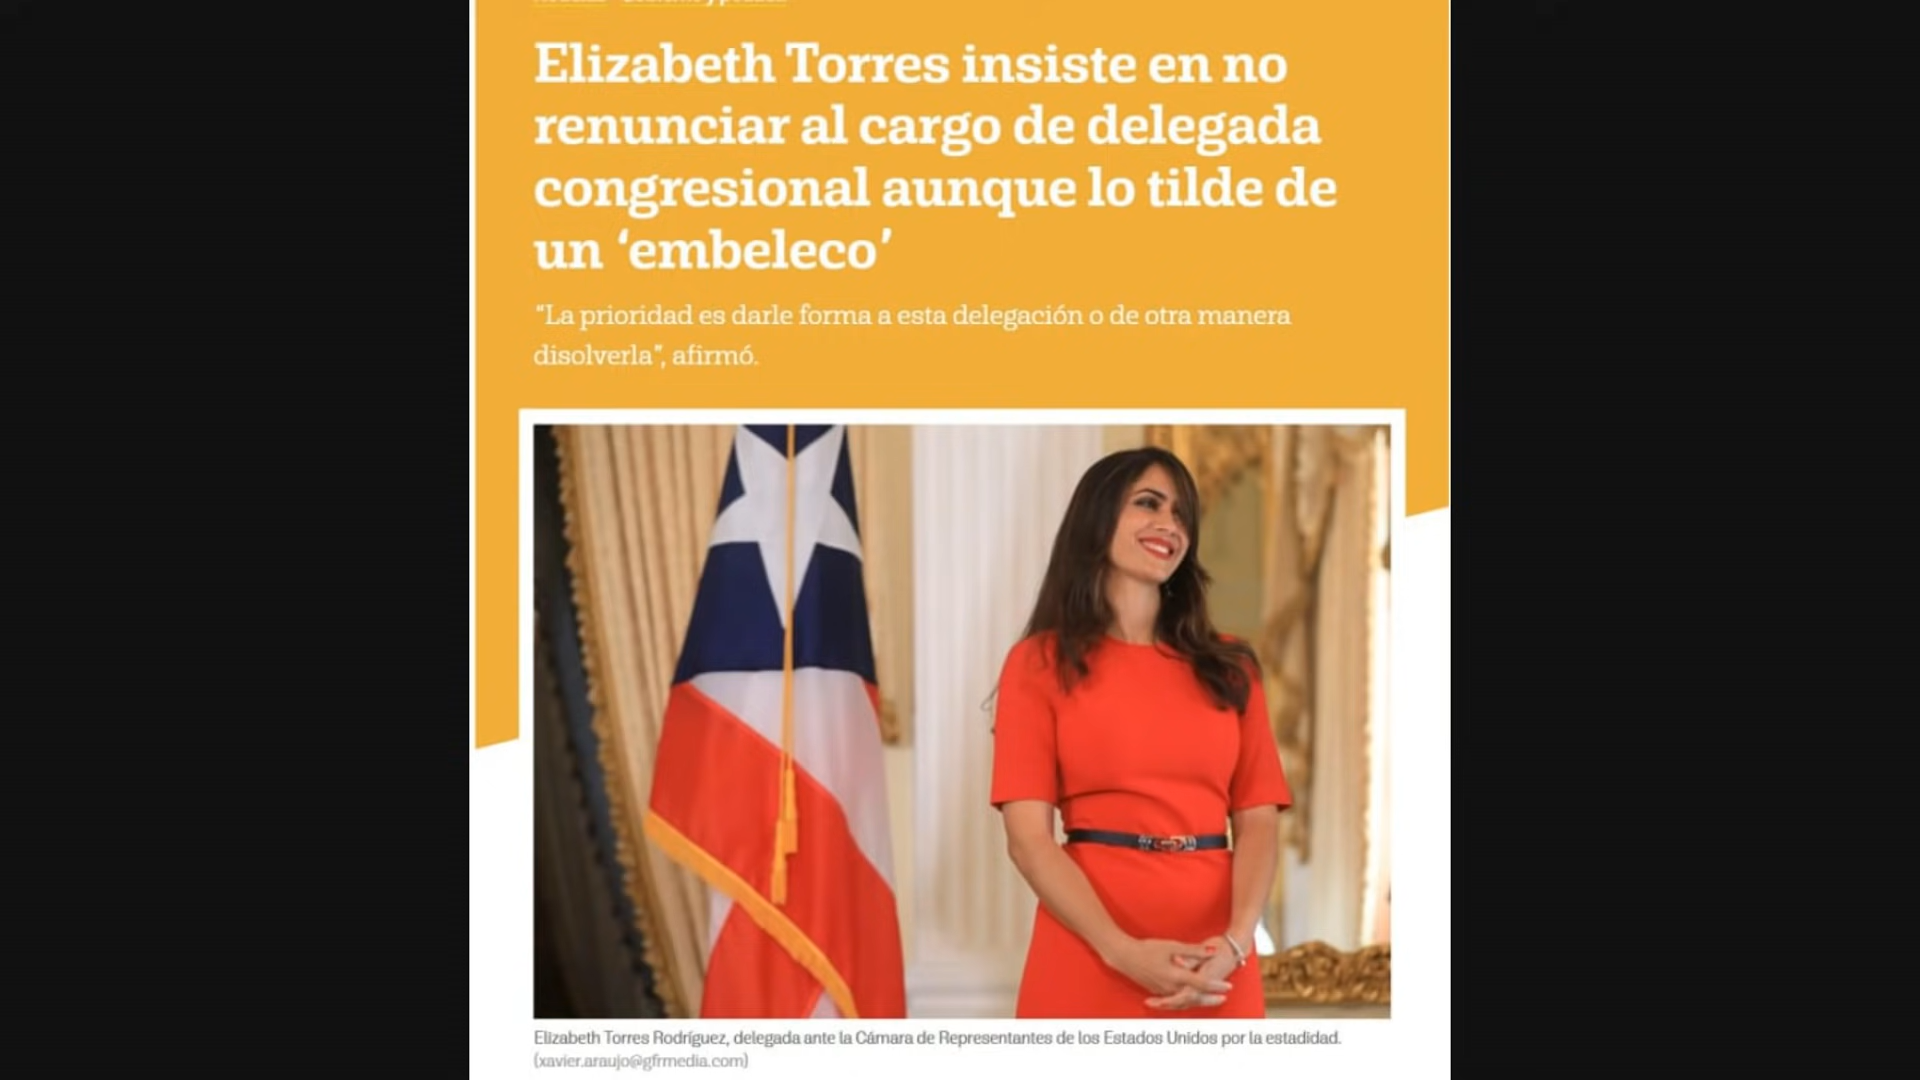 Elizabeth Torres insiste en no
renunciar al cargo de delegada
congresional aunque lo tilde de
un ‘embeleco’
“La prioridad es darle forma a esta delegación o de otra manera
disolverla”, afirmó.
Elizabeth Torres Rodríguez, delegada ante la Cámara de Representantes de los Estados Unidos por la estadidad.
(xavier.araujo@gfrmedia.com)